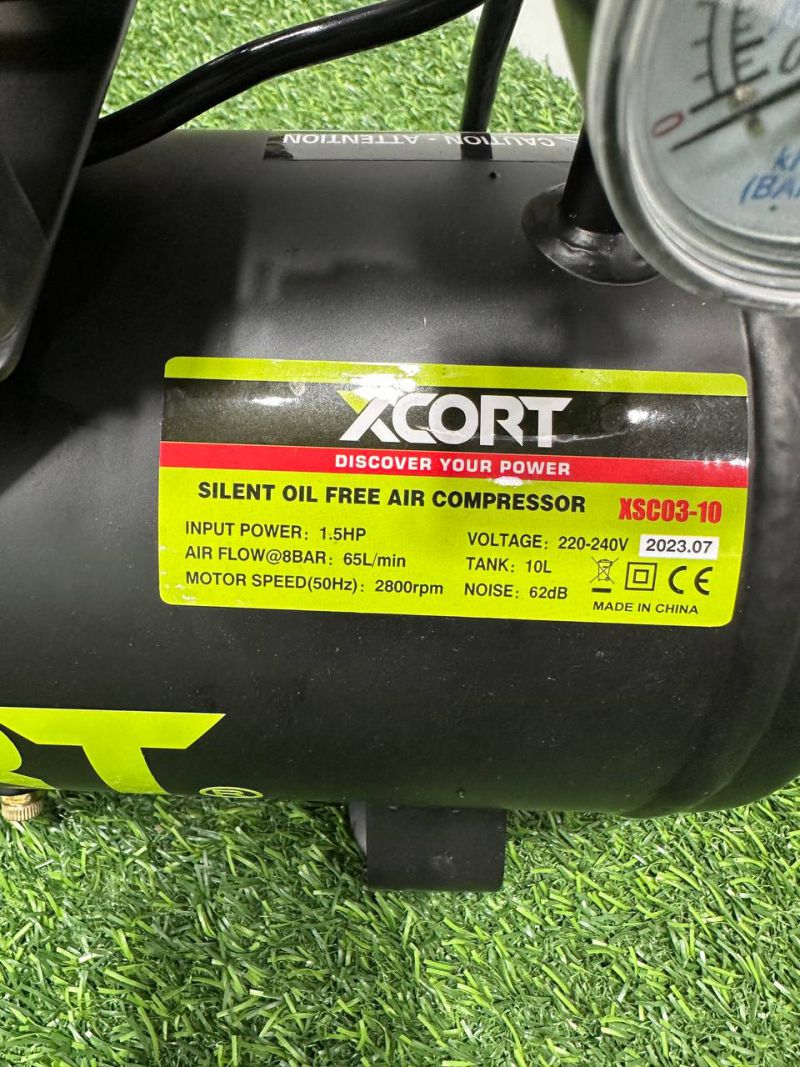 CAUTION - ATTENTION
0
(BA
XCORT
DISCOVER YOUR POWER
SILENT OIL FREE AIR COMPRESSOR XSC03-10
INPUT POWER: 1.5HP
VOLTAGE: 220-240V 2023.07
AIR FLOW@8BAR: 65L/min
TANK: 10L
MOTOR SPEED(50Hz): 2800rpm
NOISE: 62dB
CE
MADE IN CHINA
RT®